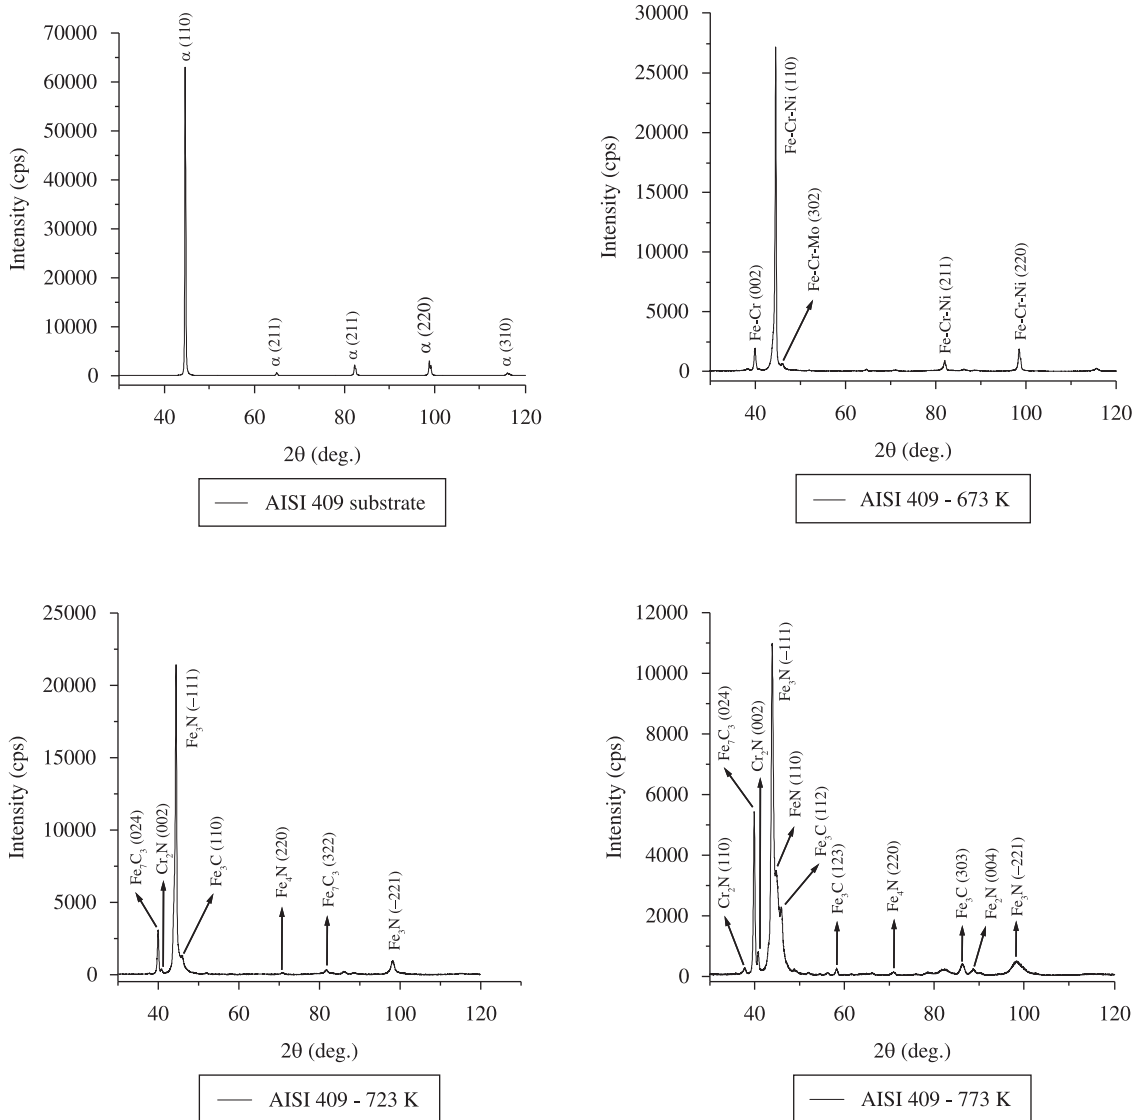 α (110)
70000
60000
50000
40000
30000
20000
10000
0
Intensity (cps)
α (211)
α (211)
α (220)
α (310)
40
60
80
100
120
2θ (deg.)
AISI 409 substrate
30000
25000
20000
15000
10000
5000
0
Intensity (cps)
Fe-Cr (002)
Fe-Cr-Ni (110)
Fe-Cr-Mo (302)
Fe-Cr-Ni (211)
Fe-Cr-Ni (220)
40
60
80
100
120
2θ (deg.)
AISI 409 - 673 K
25000
20000
15000
10000
5000
0
Intensity (cps)
Fe₇C₃ (024)
Cr₂N (002)
Fe₃N (−111)
Fe₃C (110)
Fe₄N (220)
Fe₇C₃ (322)
Fe₃N (−221)
40
60
80
100
120
2θ (deg.)
AISI 409 - 723 K
12000
10000
8000
6000
4000
2000
0
Intensity (cps)
Cr₂N (110)
Fe₇C₃ (024)
Cr₂N (002)
Fe₃N (−111)
FeN (110)
Fe₃C (112)
Fe₃C (123)
Fe₄N (220)
Fe₃C (303)
Fe₂N (004)
Fe₃N (−221)
40
60
80
100
120
2θ (deg.)
AISI 409 - 773 K